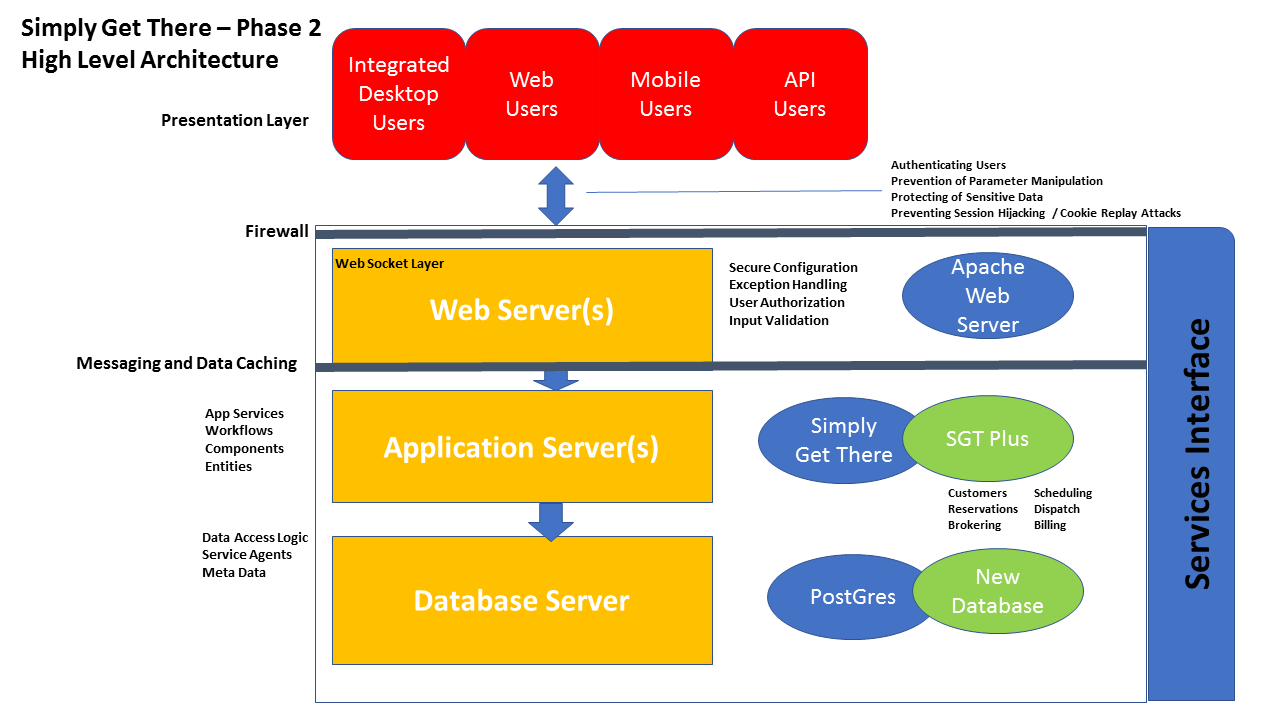 Simply Get There – Phase 2
High Level Architecture
Integrated
Desktop
Users
Web
Users
Mobile
Users
API
Users
Presentation Layer
Authenticating Users
Prevention of Parameter Manipulation
Protecting of Sensitive Data
Preventing Session Hijacking / Cookie Replay Attacks
Firewall
Web Socket Layer
Web Server(s)
Secure Configuration
Exception Handling
User Authorization
Input Validation
Apache
Web
Server
Services Interface
Messaging and Data Caching
App Services
Workflows
Components
Entities
Application Server(s)
Simply
Get There
SGT Plus
Customers
Reservations
Brokering
Scheduling
Dispatch
Billing
Data Access Logic
Service Agents
Meta Data
Database Server
PostGres
New
Database